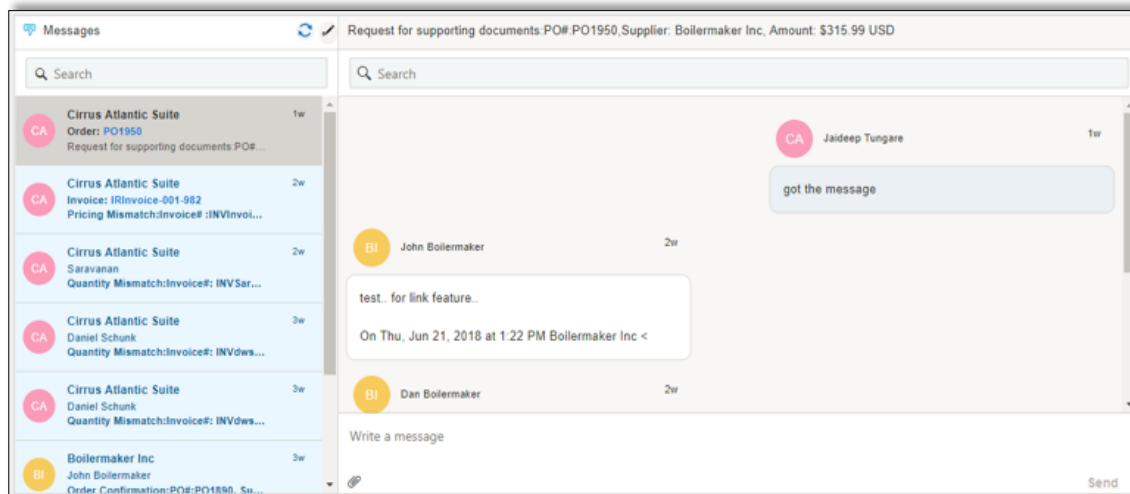 Messages
Search
CA
Cirrus Atlantic Suite 1w
Order: PO1950
Request for supporting documents:PO#...
CA
Cirrus Atlantic Suite 2w
Invoice: IRInvoice-001-982
Pricing Mismatch:Invoice# :INVInvoi...
CA
Cirrus Atlantic Suite 2w
Saravanan
Quantity Mismatch:Invoice#: INVSar...
CA
Cirrus Atlantic Suite 3w
Daniel Schunk
Quantity Mismatch:Invoice#: INVdws...
CA
Cirrus Atlantic Suite 3w
Daniel Schunk
Quantity Mismatch:Invoice#: INVdws...
BI
Boilermaker Inc 3w
John Boilermaker
Order Confirmation:PO#:PO1890, Su...
Request for supporting documents:PO#:PO1950,Supplier: Boilermaker Inc, Amount: $315.99 USD
Search
CA Jaideep Tungare 1w
got the message
BI John Boilermaker 2w
test.. for link feature..
On Thu, Jun 21, 2018 at 1:22 PM Boilermaker Inc <
BI Dan Boilermaker 2w
Write a message
Send